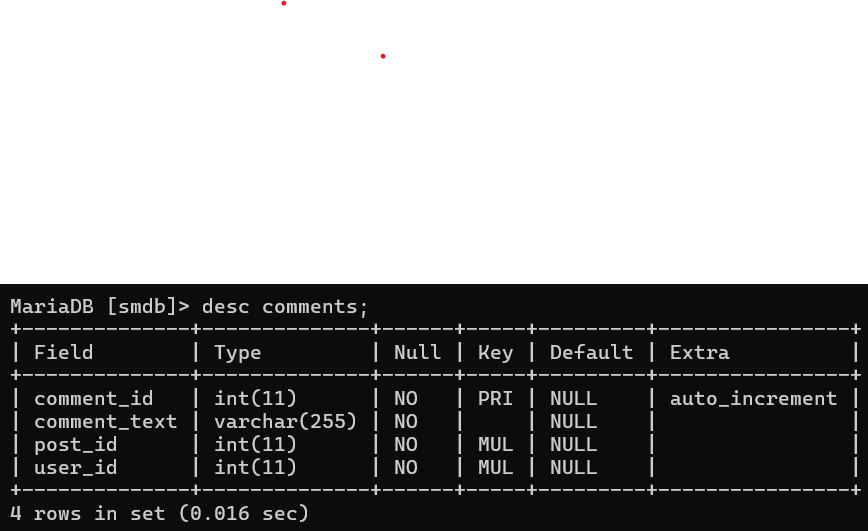 MariaDB [smdb]> desc comments;
+--------------+--------------+------+-----+---------+----------------+
| Field        | Type         | Null | Key | Default | Extra          |
+--------------+--------------+------+-----+---------+----------------+
| comment_id   | int(11)      | NO   | PRI | NULL    | auto_increment |
| comment_text | varchar(255) | NO   |     | NULL    |                |
| post_id      | int(11)      | NO   | MUL | NULL    |                |
| user_id      | int(11)      | NO   | MUL | NULL    |                |
+--------------+--------------+------+-----+---------+----------------+
4 rows in set (0.016 sec)